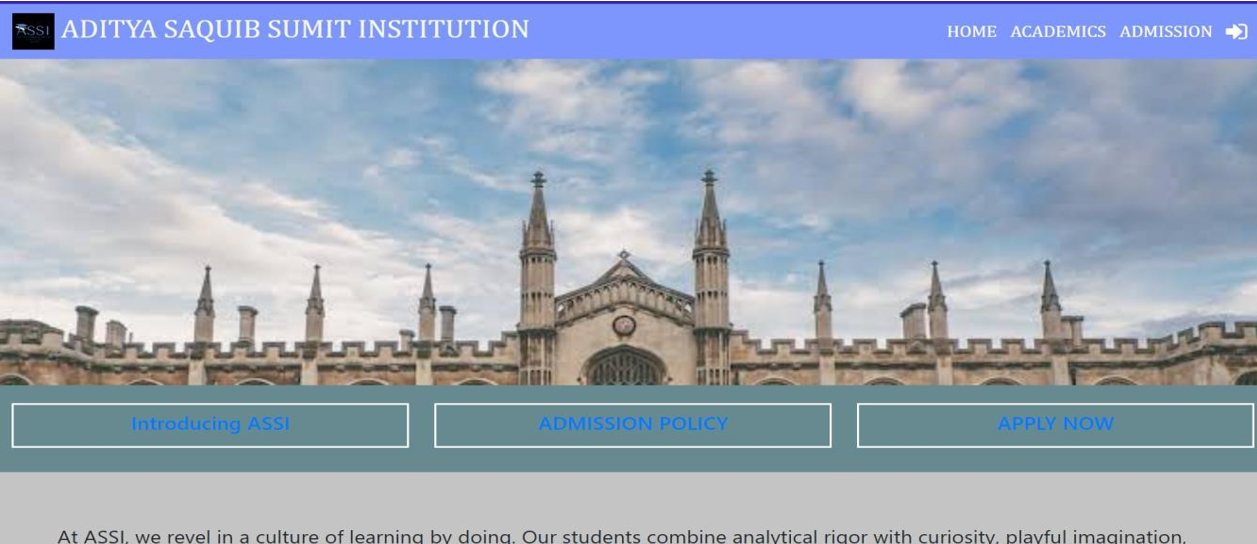 ASSI
ADITYA SAQUIB SUMIT INSTITUTION
HOME ACADEMICS ADMISSION
Introducing ASSI
ADMISSION POLICY
APPLY NOW
At ASSI, we revel in a culture of learning by doing. Our students combine analytical rigor with curiosity, playful imagination,